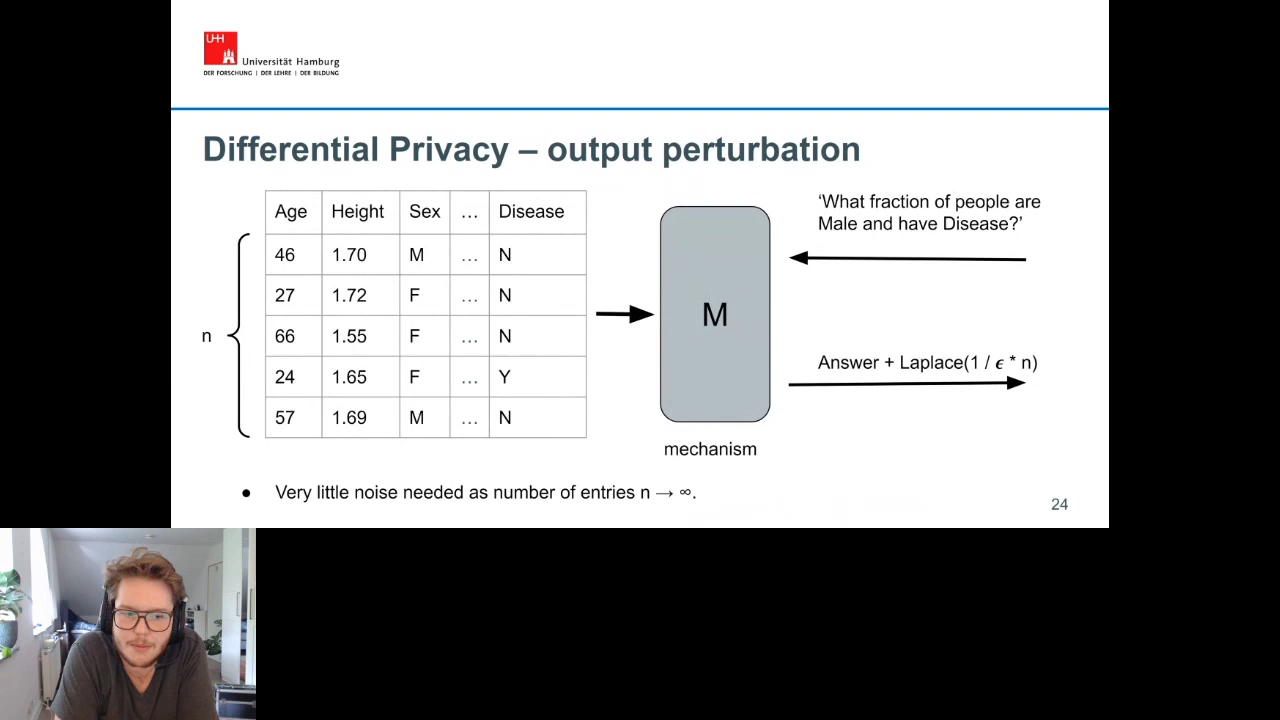 UHH
Universität Hamburg
DER FORSCHUNG | DER LEHRE | DER BILDUNG
Differential Privacy – output perturbation
Age Height Sex … Disease
46 1.70 M … N
27 1.72 F … N
66 1.55 F … N
24 1.65 F … Y
57 1.69 M … N
n
M
mechanism
‘What fraction of people are
Male and have Disease?’
Answer + Laplace(1 / ϵ * n)
● Very little noise needed as number of entries n → ∞.
24